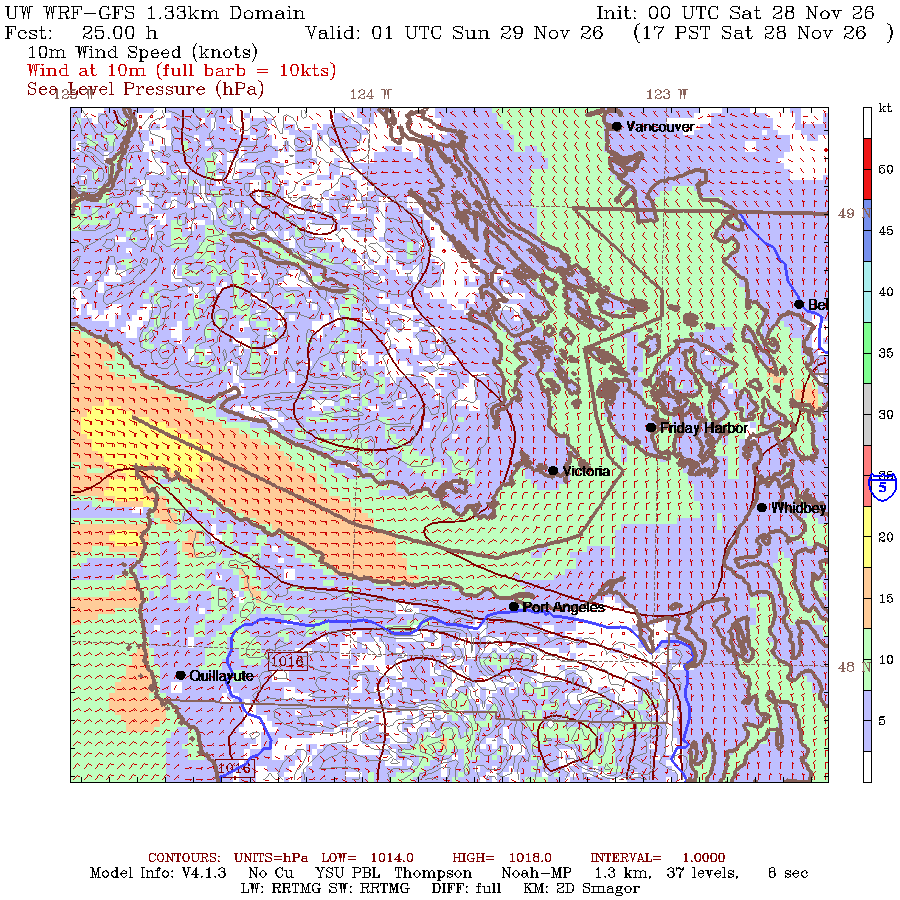 UW WRF-GFS 1.33km Domain Init: 00 UTC Sat 28 Nov 26
Fcst: 25.00 h Valid: 01 UTC Sun 29 Nov 26 (17 PST Sat 28 Nov 26 )
10m Wind Speed (knots)
Wind at 10m (full barb = 10kts)
Sea Level Pressure (hPa)
124 W 123 W
kt
Vancouver
60
49 N
45
Bel
40
35
30
Friday Harbor
Victoria
5
Whidbey
20
15
Port Angeles
1016
10
48 N
Quillayute
5
1016
CONTOURS: UNITS=hPa LOW= 1014.0 HIGH= 1018.0 INTERVAL= 1.0000
Model Info: V4.1.3 No Cu YSU PBL Thompson Noah-MP 1.3 km, 37 levels, 8 sec
LW: RRTMG SW: RRTMG DIFF: full KM: 2D Smagor